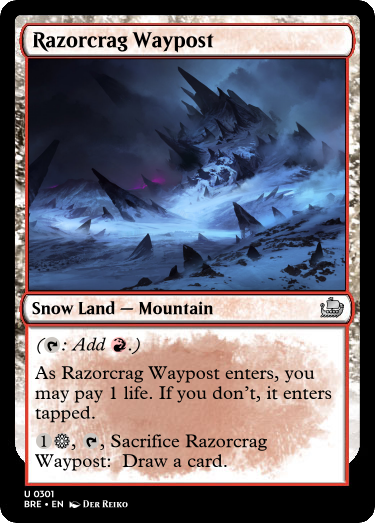 Razorcrag Waypost
Snow Land — Mountain
(: Add .)
As Razorcrag Waypost enters, you
may pay 1 life. If you don't, it enters
tapped.
1 , , Sacrifice Razorcrag
Waypost: Draw a card.
U 0301
BRE • EN Der Reiko